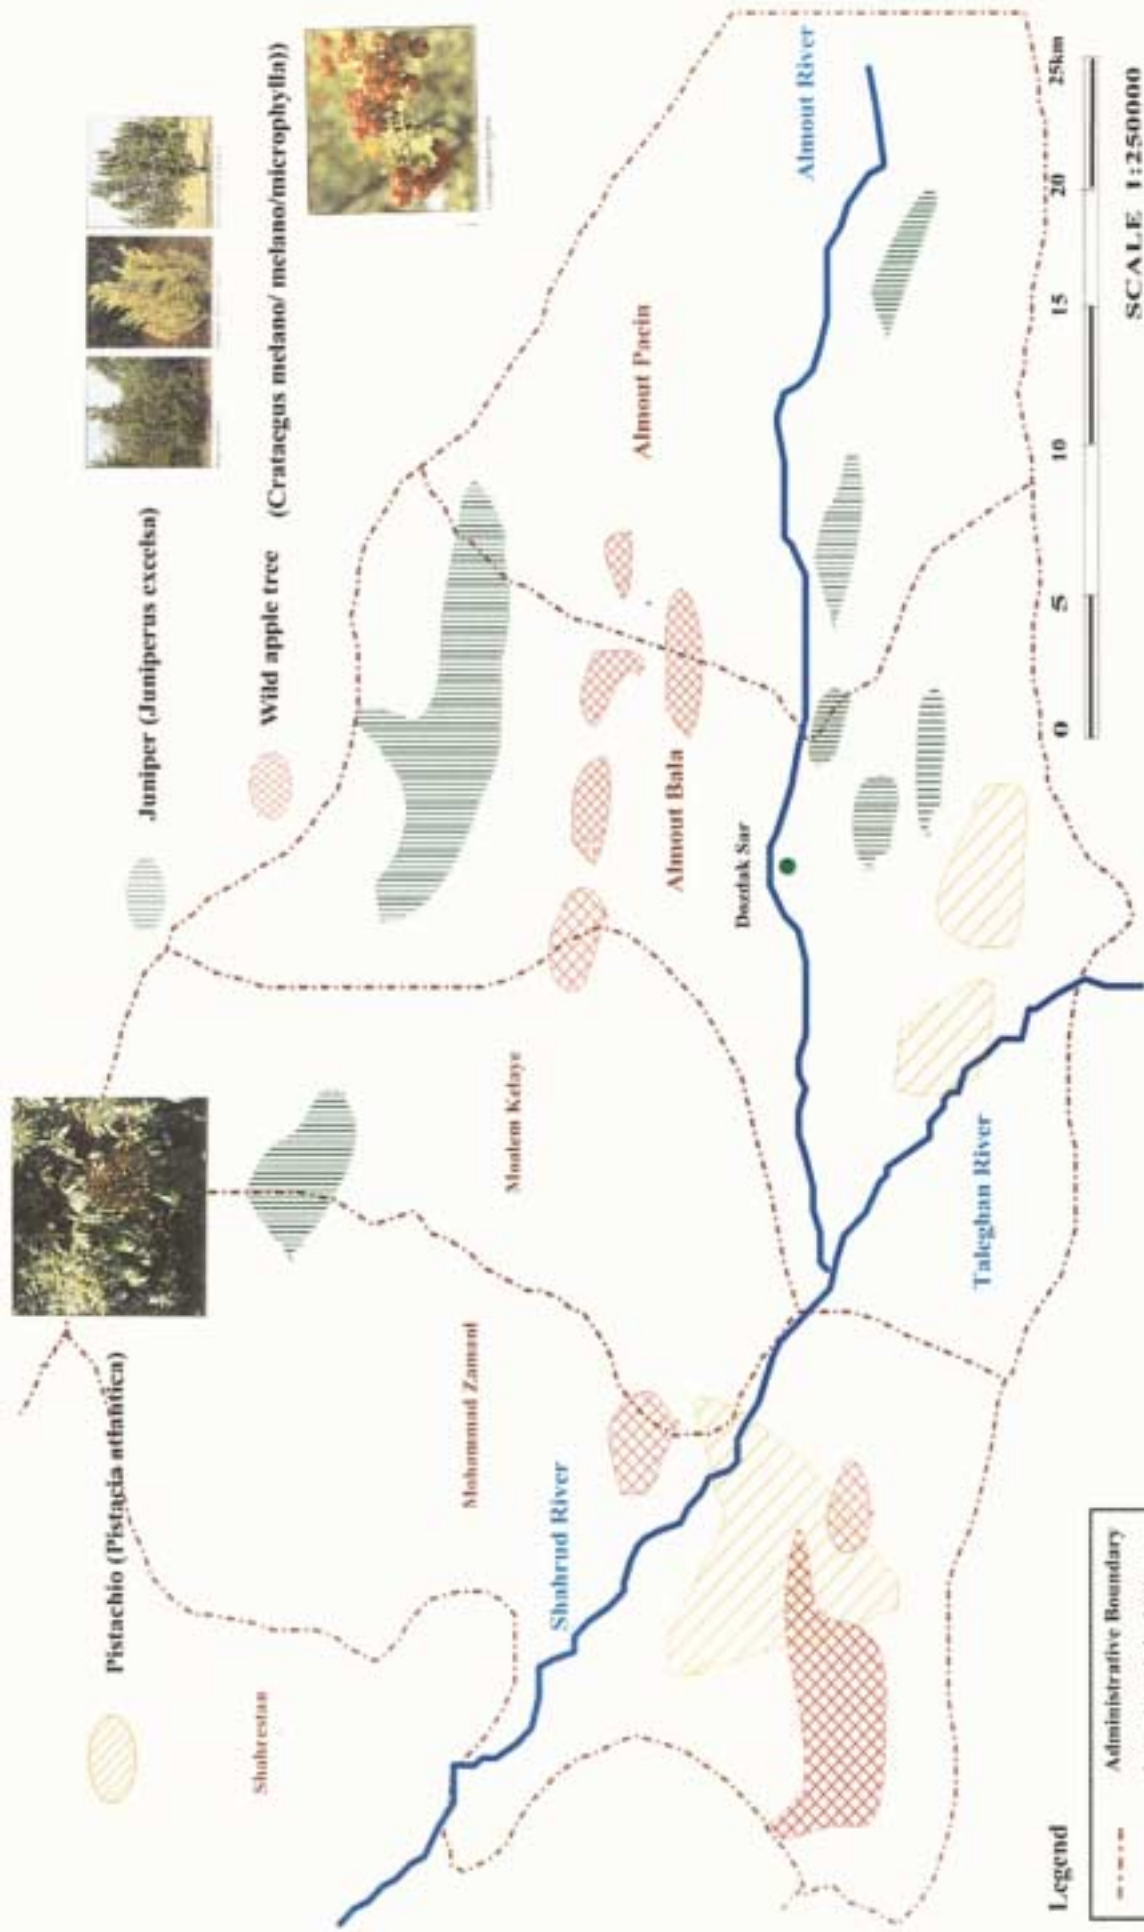 Pistachio (Pistacia atlantica)
Juniper (Juniperus excelsa)
Wild apple tree (Crataegus melano/ melano/microphylla))
Shahrestan
Mohammad Zamani
Moalem Kelaye
Almout Bala
Almout Paein
Dozdak Sar
Shahrud River
Taleghan River
Almout River
Legend
Administrative Boundary
0 5 10 15 20 25km
SCALE 1:250000